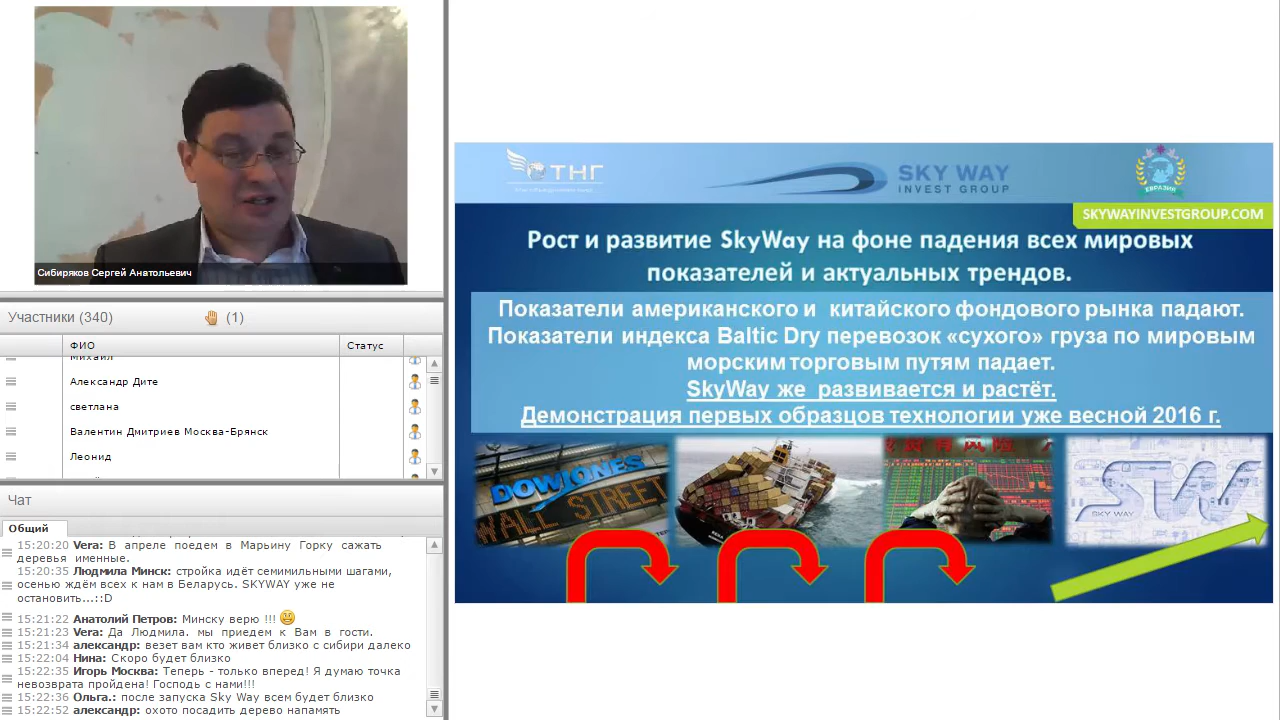 Сибиряков Сергей Анатольевич
Участники (340)
(1)
ФИО
Статус
Михаил
Александр Дите
светлана
Валентин Дмитриев Москва-Брянск
Леонид
Чат
Общий
15:20:20 Vera: В апреле поедем в Марьину Горку сажать
деревья именные.
15:20:35 Людмила Минск: стройка идёт семимильными шагами,
осенью ждём всех к нам в Беларусь. SKYWAY уже не
остановить...::D
15:21:22 Анатолий Петров: Минску верю !!!
15:21:23 Vera: Да Людмила. мы приедем к Вам в гости.
15:21:34 александр: везет вам кто живет близко с сибири далеко
15:22:04 Нина: Скоро будет близко
15:22:35 Игорь Москва: Теперь - только вперед! Я думаю точка
невозврата пройдена! Господь с нами!!!
15:22:36 Ольга.: после запуска Sky Way всем будет близко
15:22:52 александр: охото посадить дерево напамять
ТНГ
SKY WAY
INVEST GROUP
ЕВРАЗИЯ
SKYWAYINVESTGROUP.COM
Рост и развитие SkyWay на фоне падения всех мировых
показателей и актуальных трендов.
Показатели американского и китайского фондового рынка падают.
Показатели индекса Baltic Dry перевозок «сухого» груза по мировым
морским торговым путям падает.
SkyWay же развивается и растёт.
Демонстрация первых образцов технологии уже весной 2016 г.
DOWJONES
WALL STREET
STW
SKY WAY